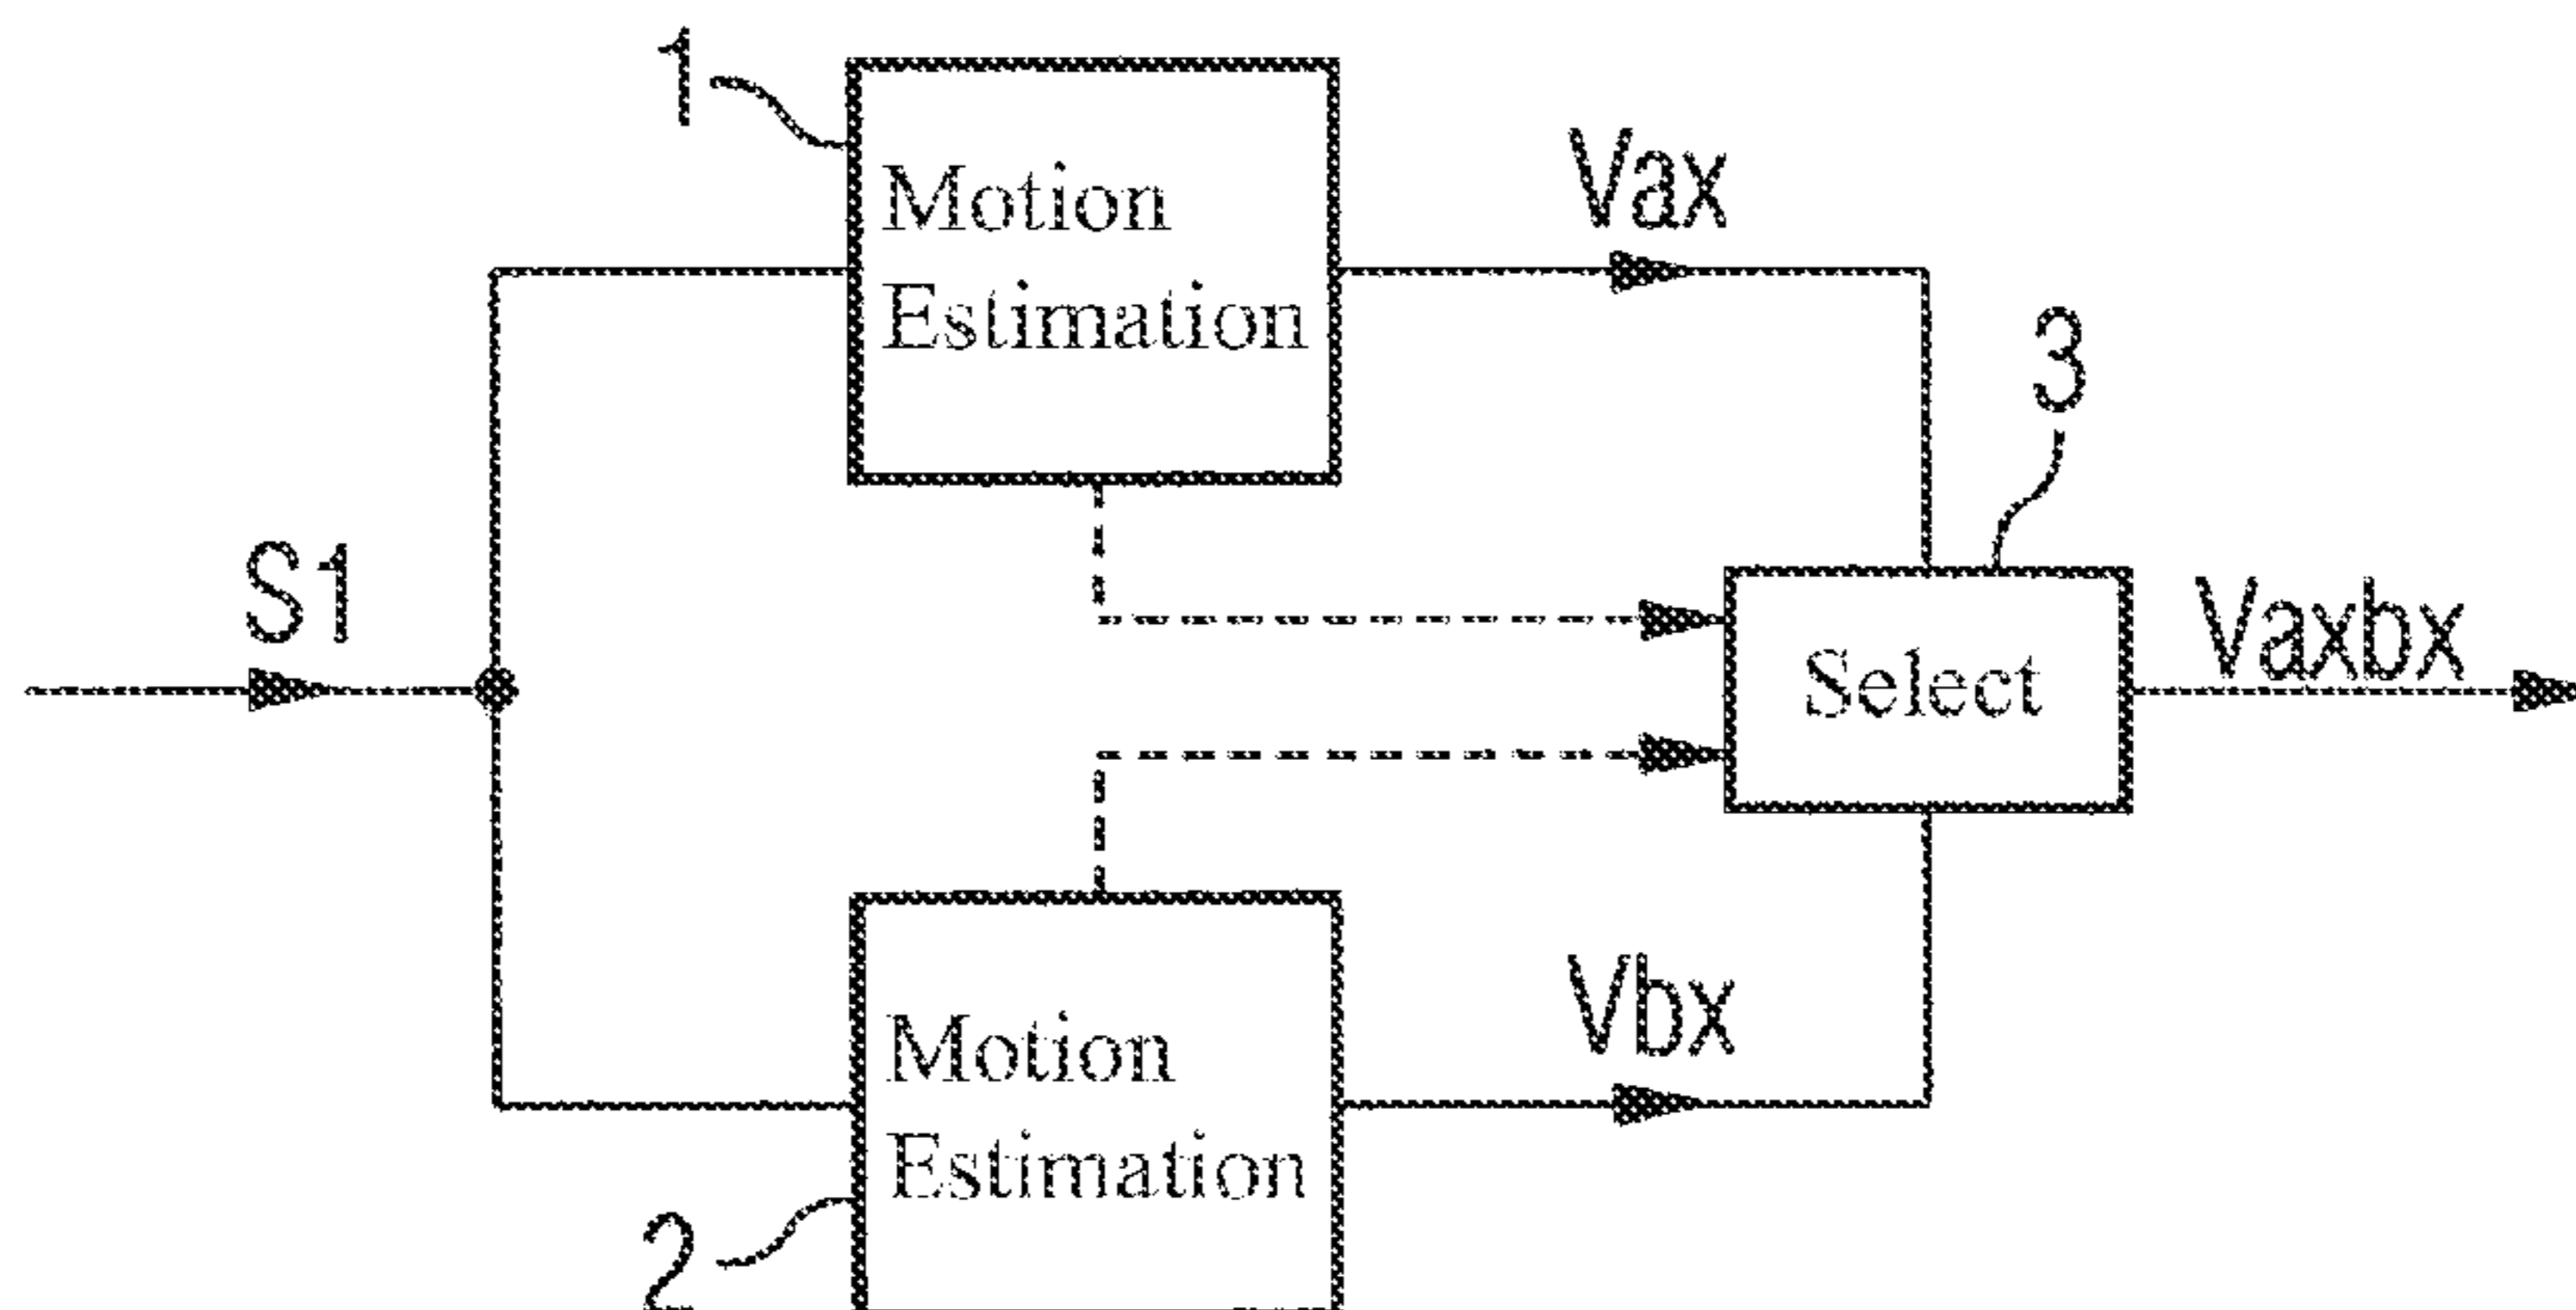 1
Motion
Estimation
Vax
3
S1
Select
Vaxbx
Motion
Estimation
Vbx
2